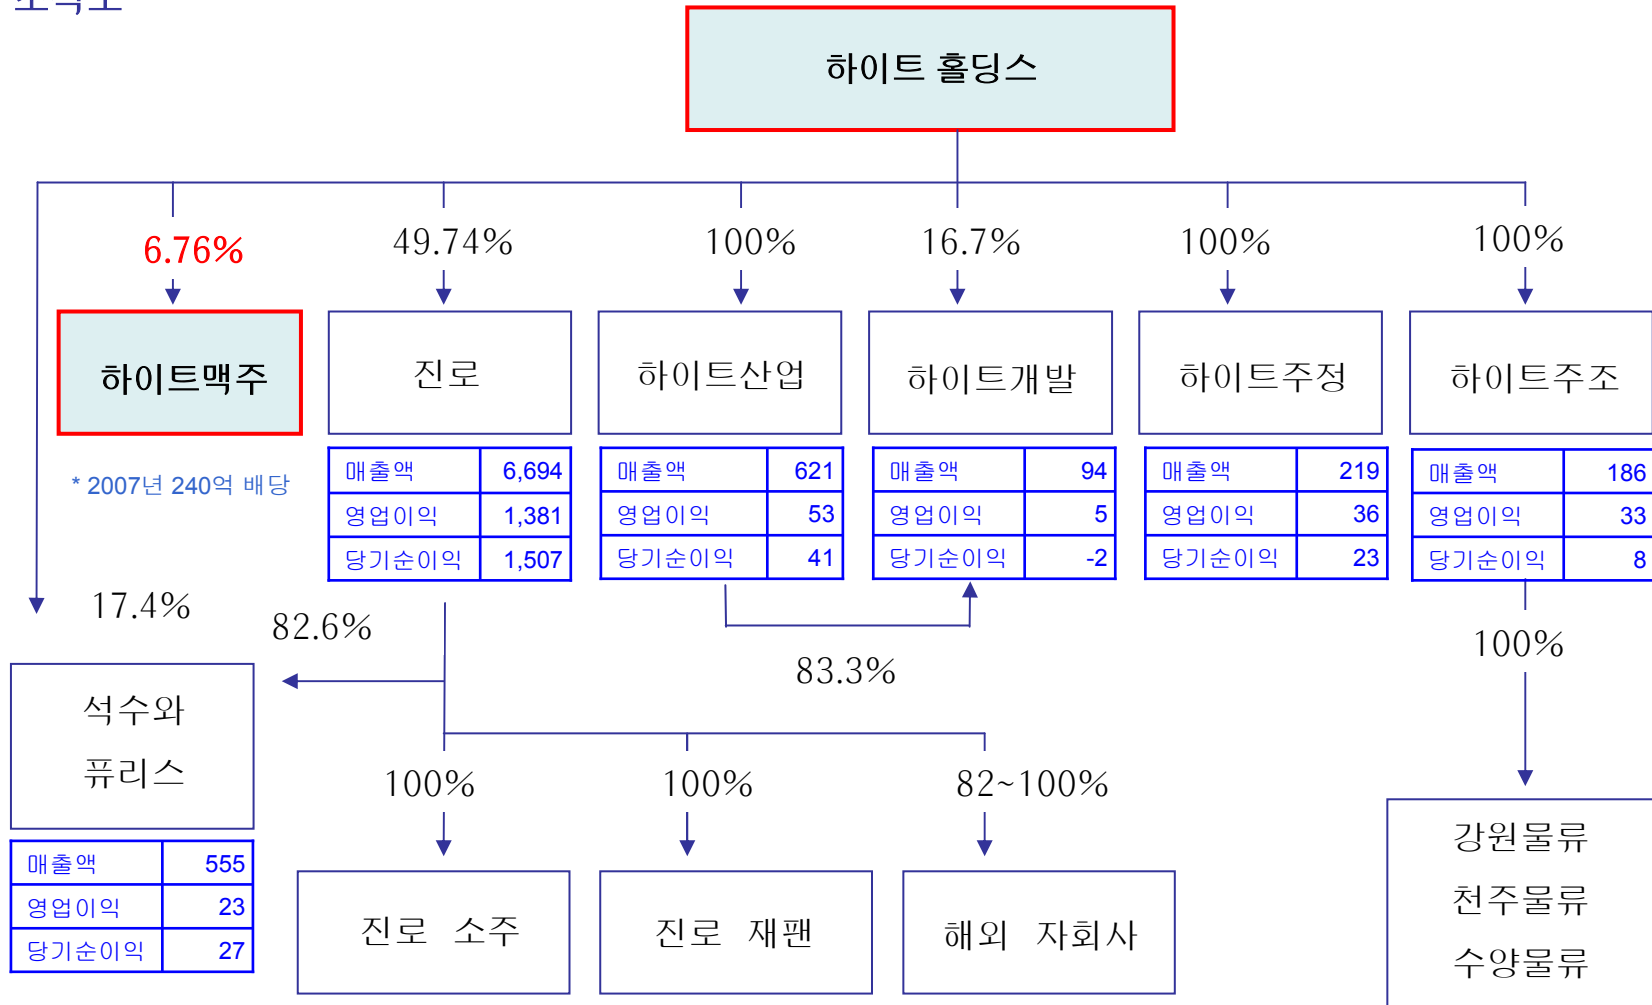 하이트 홀딩스
6.76%
49.74%
100%
16.7%
100%
100%
하이트맥주
진로
하이트산업
하이트개발
하이트주정
하이트주조
* 2007년 240억 배당
매출액 6,694
영업이익 1,381
당기순이익 1,507
매출액 621
영업이익 53
당기순이익 41
매출액 94
영업이익 5
당기순이익 -2
매출액 219
영업이익 36
당기순이익 23
매출액 186
영업이익 33
당기순이익 8
17.4%
82.6%
83.3%
100%
석수와
퓨리스
매출액 555
영업이익 23
당기순이익 27
100%
100%
82~100%
진로 소주
진로 재팬
해외 자회사
강원물류
천주물류
수양물류